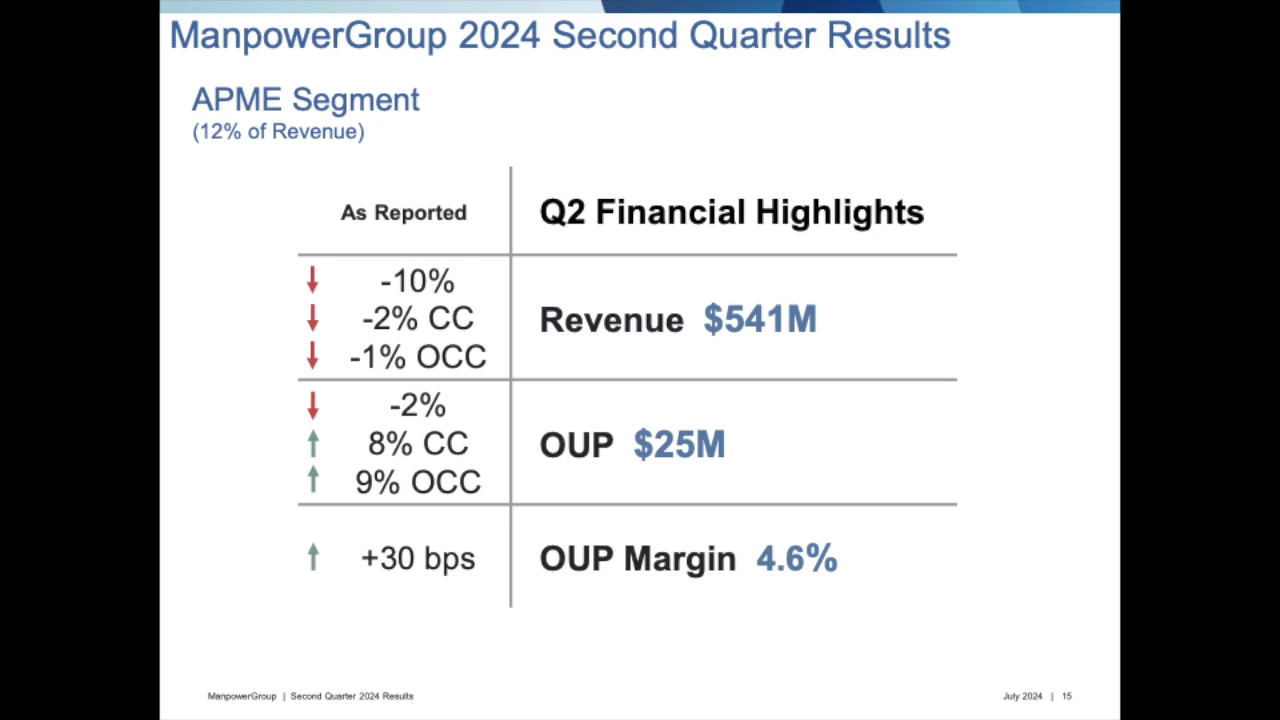 ManpowerGroup 2024 Second Quarter Results
APME Segment
(12% of Revenue)
As Reported
Q2 Financial Highlights
-10%
-2% CC
-1% OCC
Revenue $541M
-2%
8% CC
9% OCC
OUP $25M
+30 bps
OUP Margin 4.6%
ManpowerGroup | Second Quarter 2024 Results
July 2024 | 15